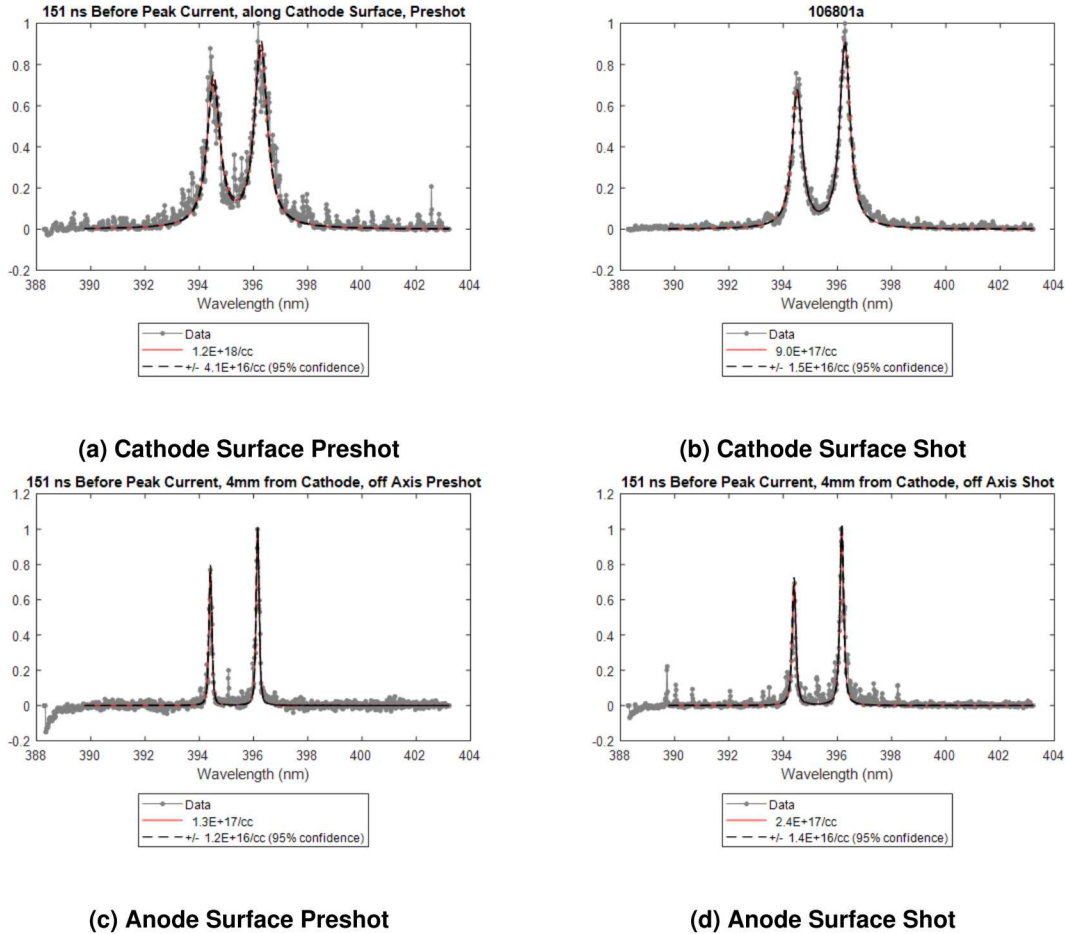 151 ns Before Peak Current, along Cathode Surface, Preshot
1
0.8
0.6
0.4
0.2
0
-0.2
388 390 392 394 396 398 400 402 404
Wavelength (nm)
Data
1.2E+18/cc
+/- 4.1E+16/cc (95% confidence)
(a) Cathode Surface Preshot
106801a
1
0.8
0.6
0.4
0.2
0
-0.2
388 390 392 394 396 398 400 402 404
Wavelength (nm)
Data
9.0E+17/cc
+/- 1.5E+16/cc (95% confidence)
(b) Cathode Surface Shot
151 ns Before Peak Current, 4mm from Cathode, off Axis Preshot
1.2
1
0.8
0.6
0.4
0.2
0
-0.2
388 390 392 394 396 398 400 402 404
Wavelength (nm)
Data
1.3E+17/cc
+/- 1.2E+16/cc (95% confidence)
(c) Anode Surface Preshot
151 ns Before Peak Current, 4mm from Cathode, off Axis Shot
1.2
1
0.8
0.6
0.4
0.2
0
-0.2
388 390 392 394 396 398 400 402 404
Wavelength (nm)
Data
2.4E+17/cc
+/- 1.4E+16/cc (95% confidence)
(d) Anode Surface Shot